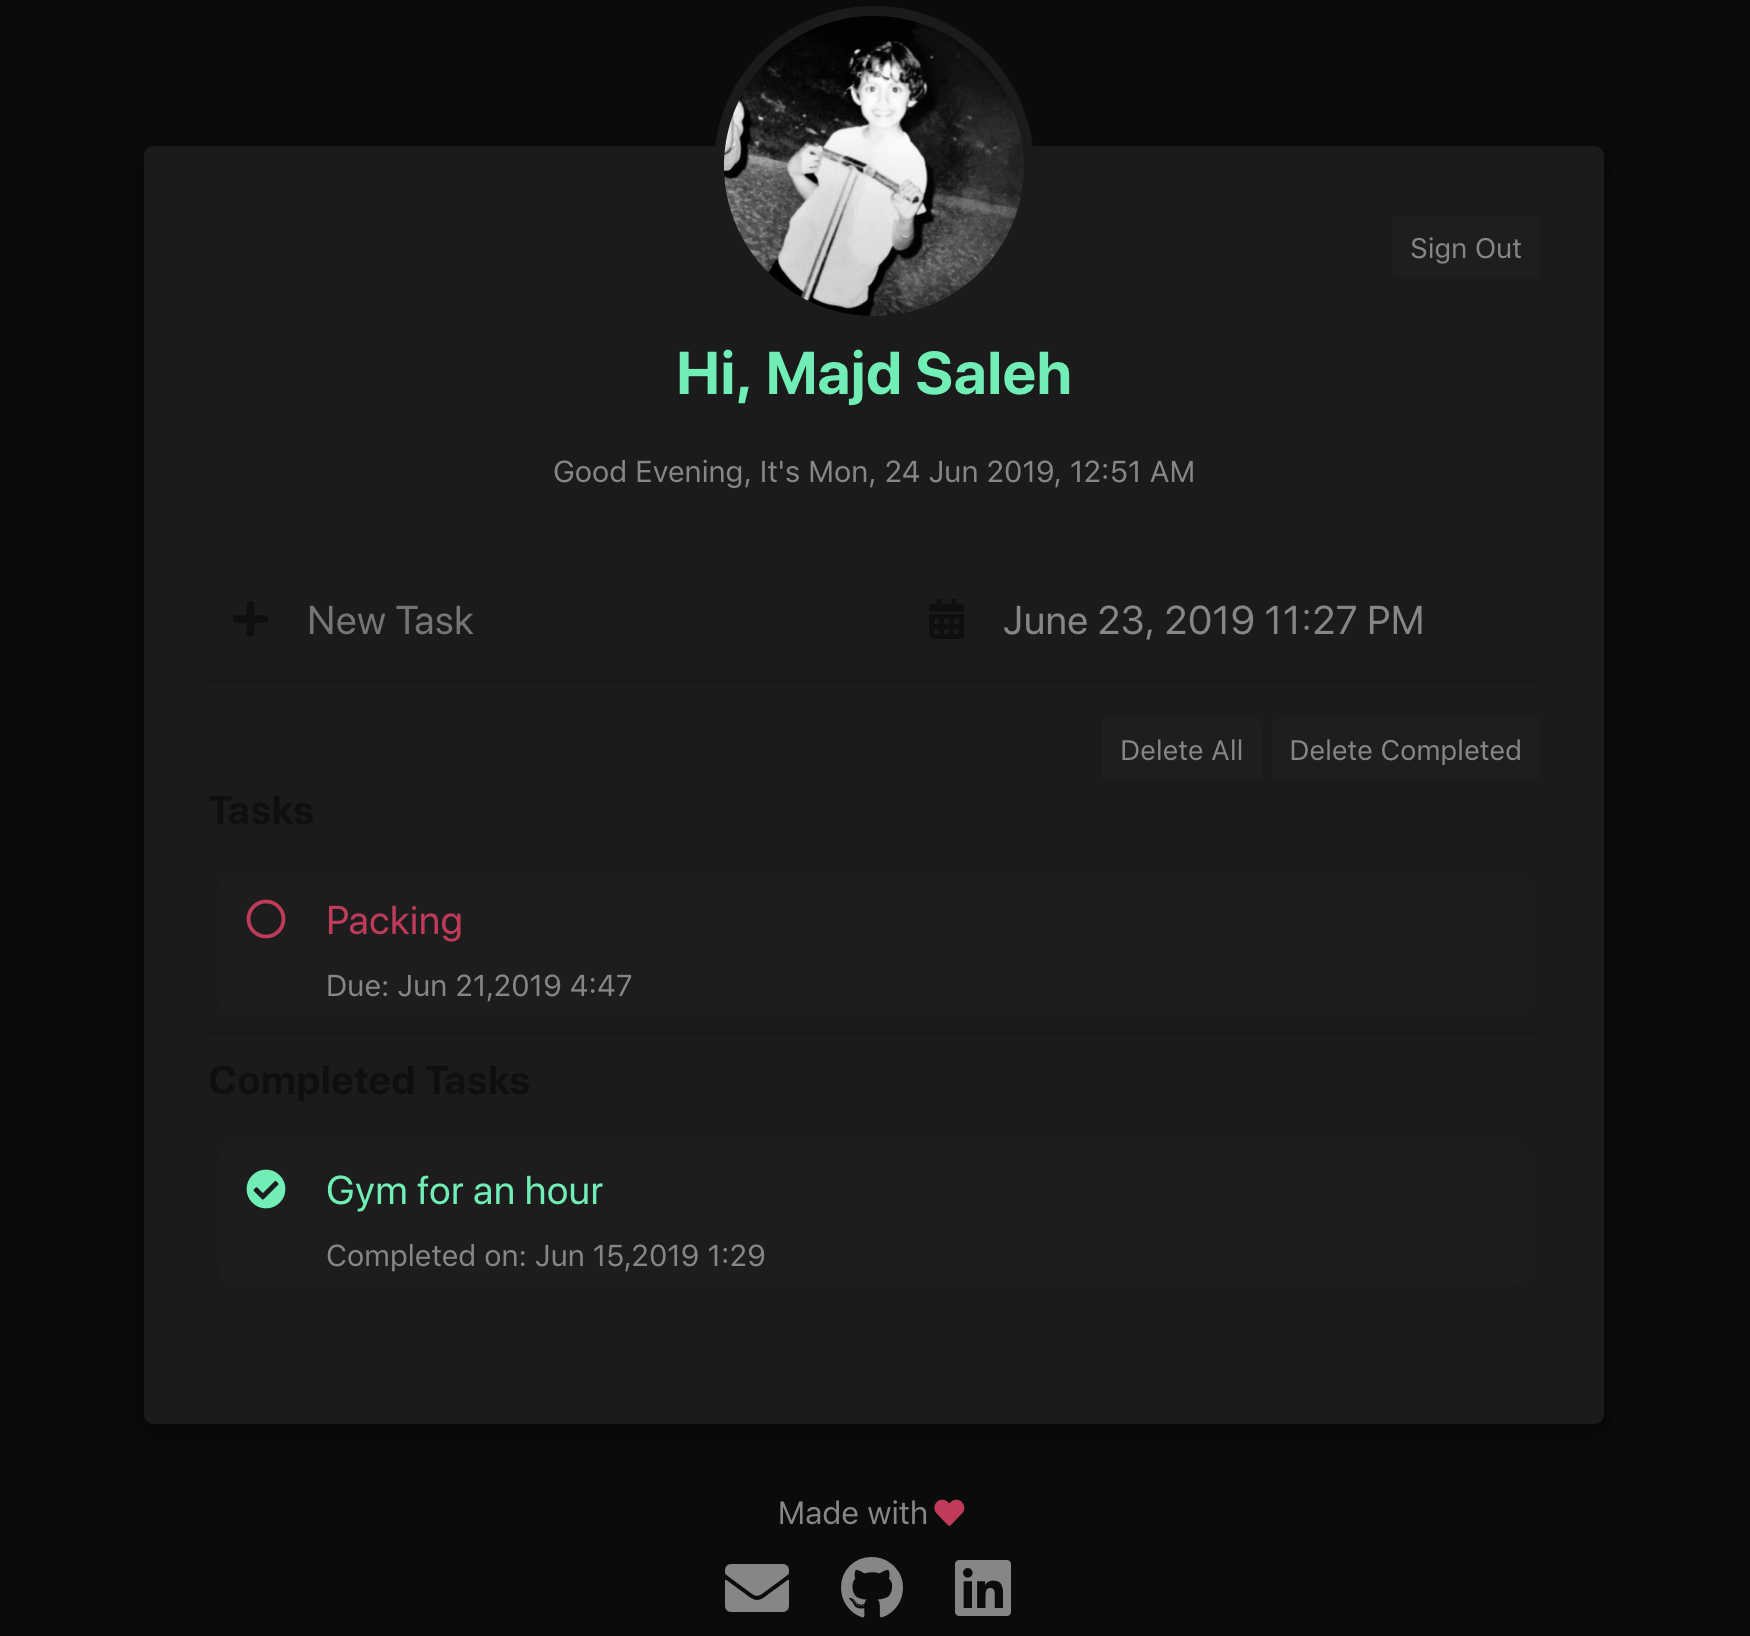 Sign Out
Hi, Majd Saleh
Good Evening, It's Mon, 24 Jun 2019, 12:51 AM
New Task
June 23, 2019 11:27 PM
Delete All
Delete Completed
Tasks
Packing
Due: Jun 21,2019 4:47
Completed Tasks
Gym for an hour
Completed on: Jun 15,2019 1:29
Made with
in